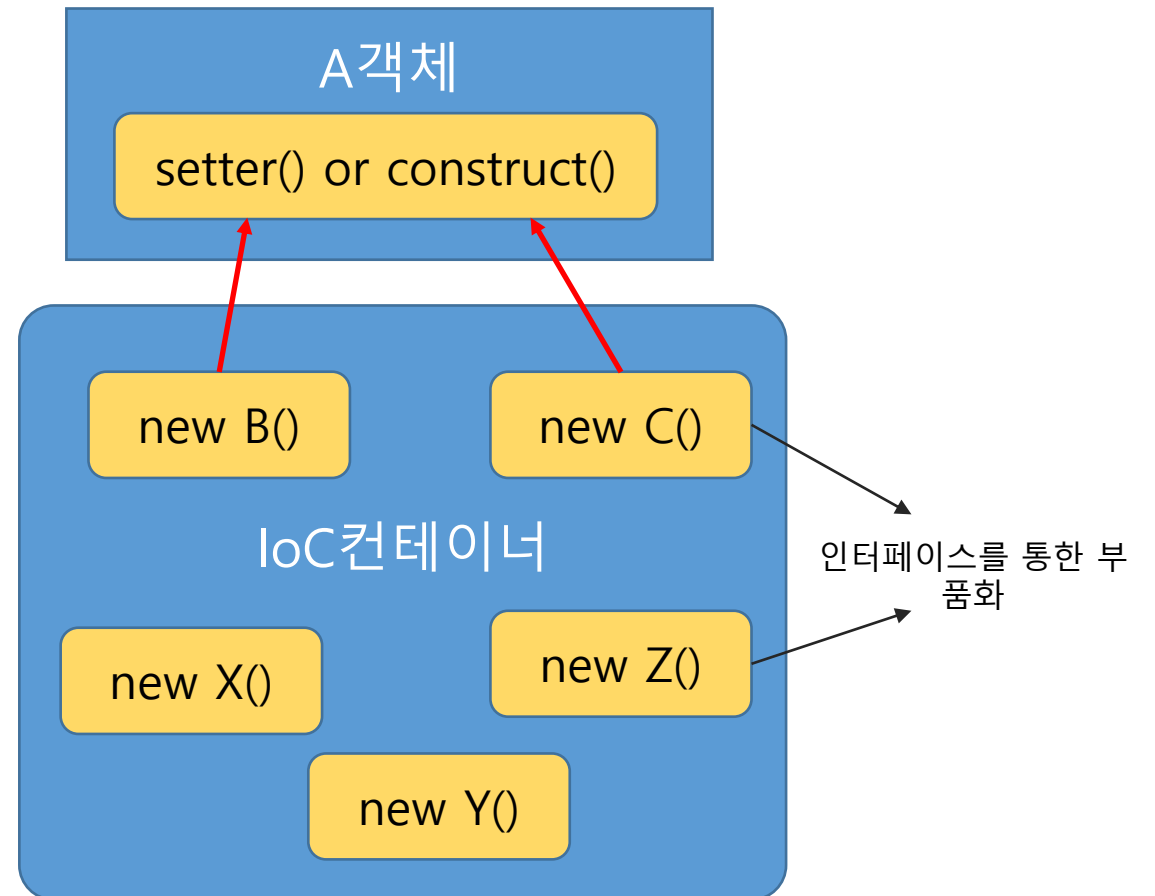 A객체
setter() or construct()
new B()
new C()
IoC컨테이너
인터페이스를 통한 부
품화
new X()
new Z()
new Y()